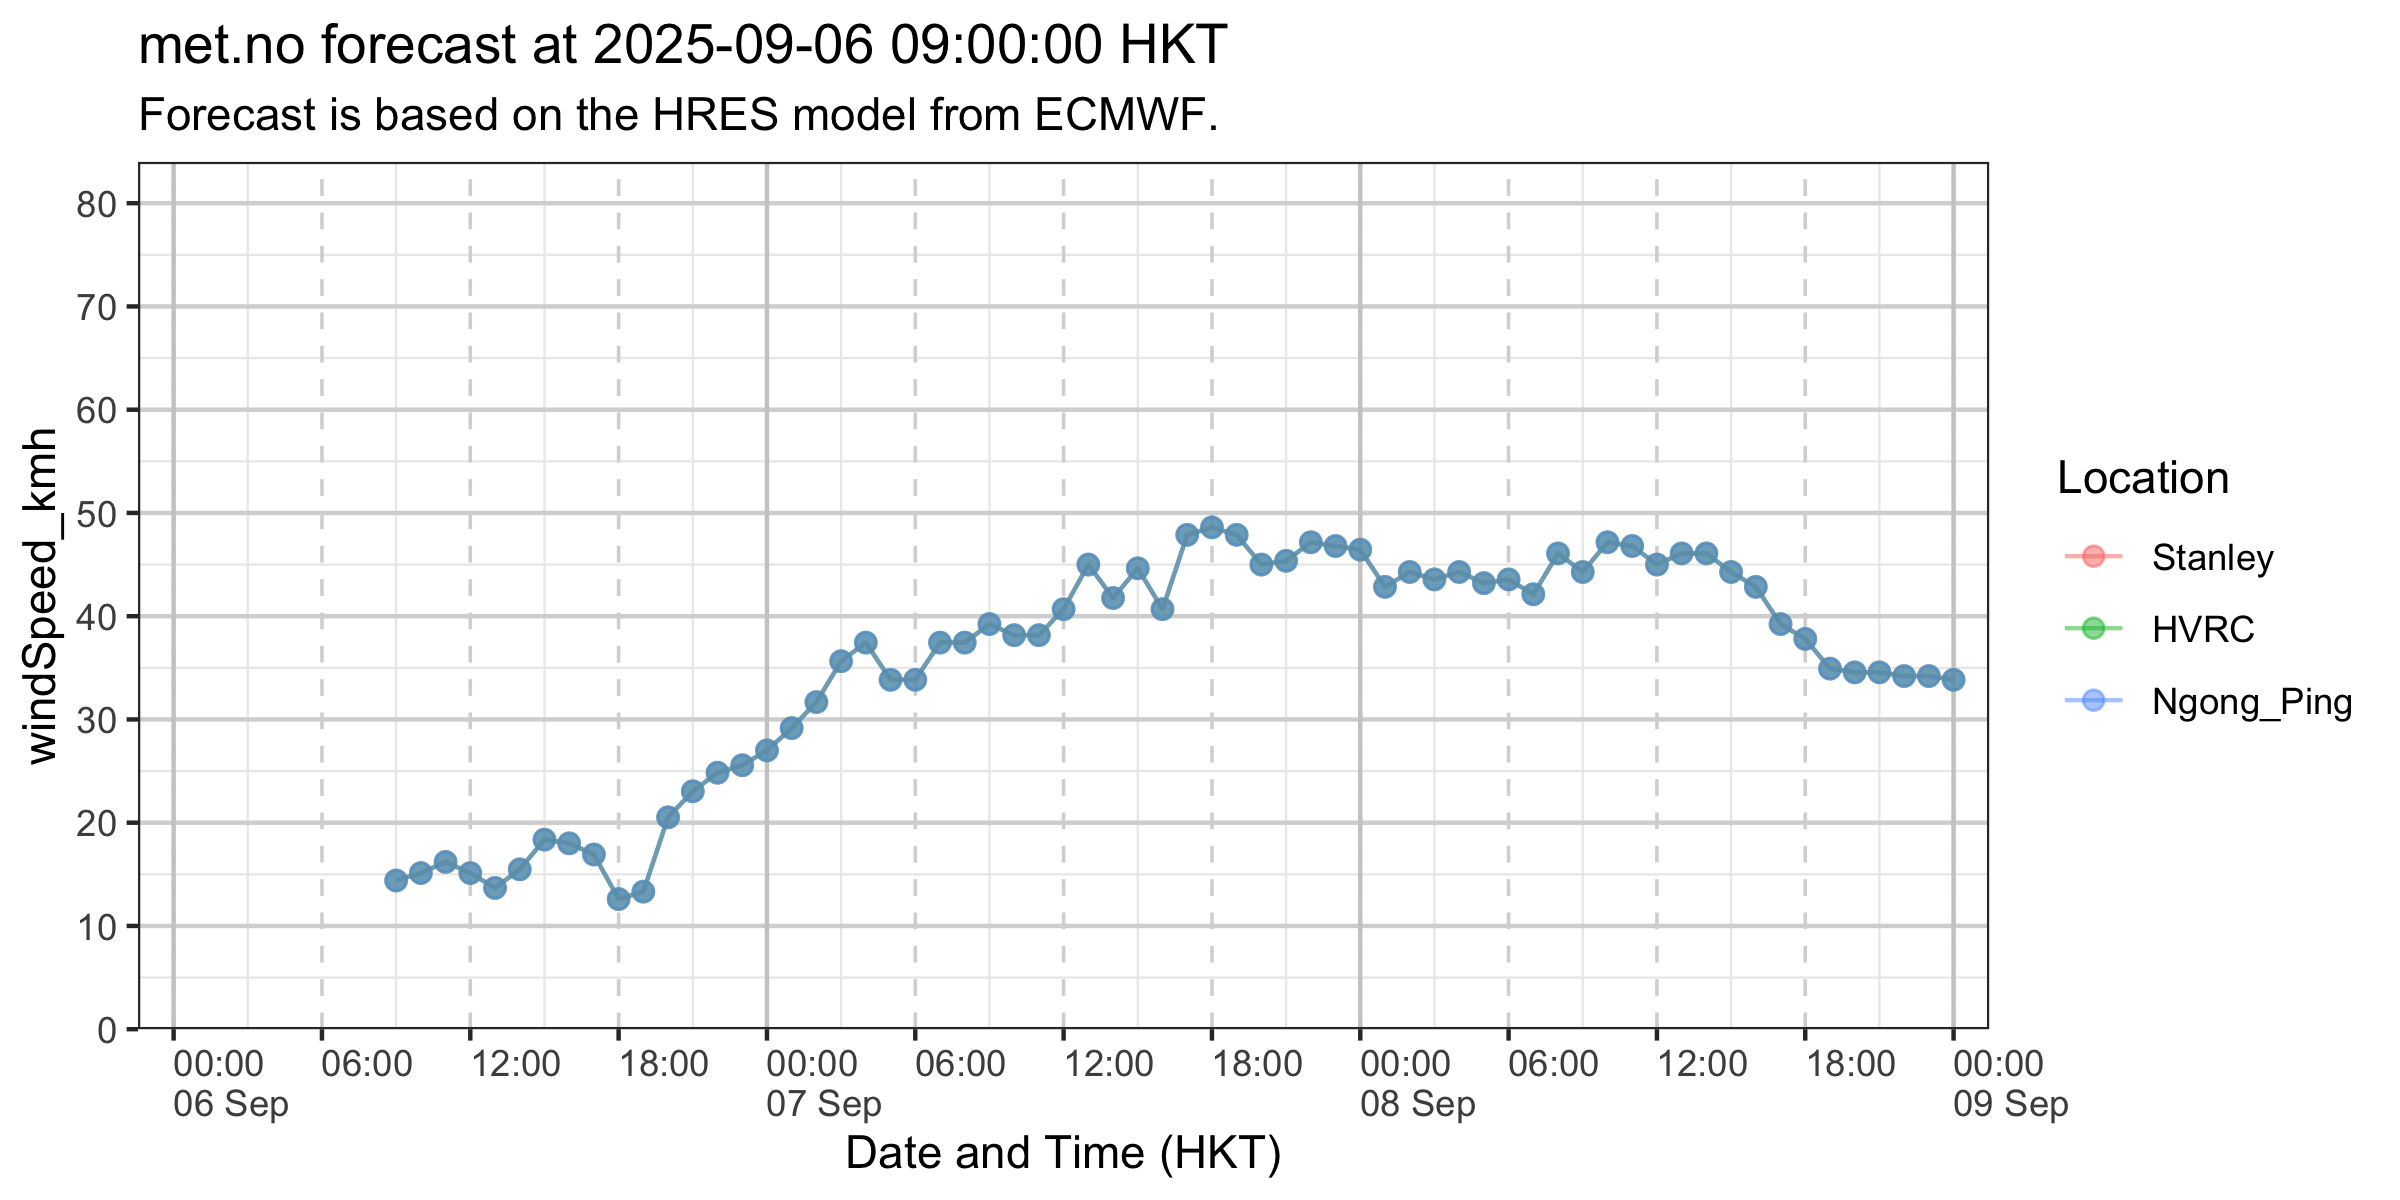 met.no forecast at 2025-09-06 09:00:00 HKT
Forecast is based on the HRES model from ECMWF.
windSpeed_kmh
80
70
60
50
40
30
20
10
0
00:00 06:00 12:00 18:00 00:00 06:00 12:00 18:00 00:00 06:00 12:00 18:00 00:00
06 Sep 07 Sep 08 Sep 09 Sep
Date and Time (HKT)
Location
Stanley
HVRC
Ngong_Ping